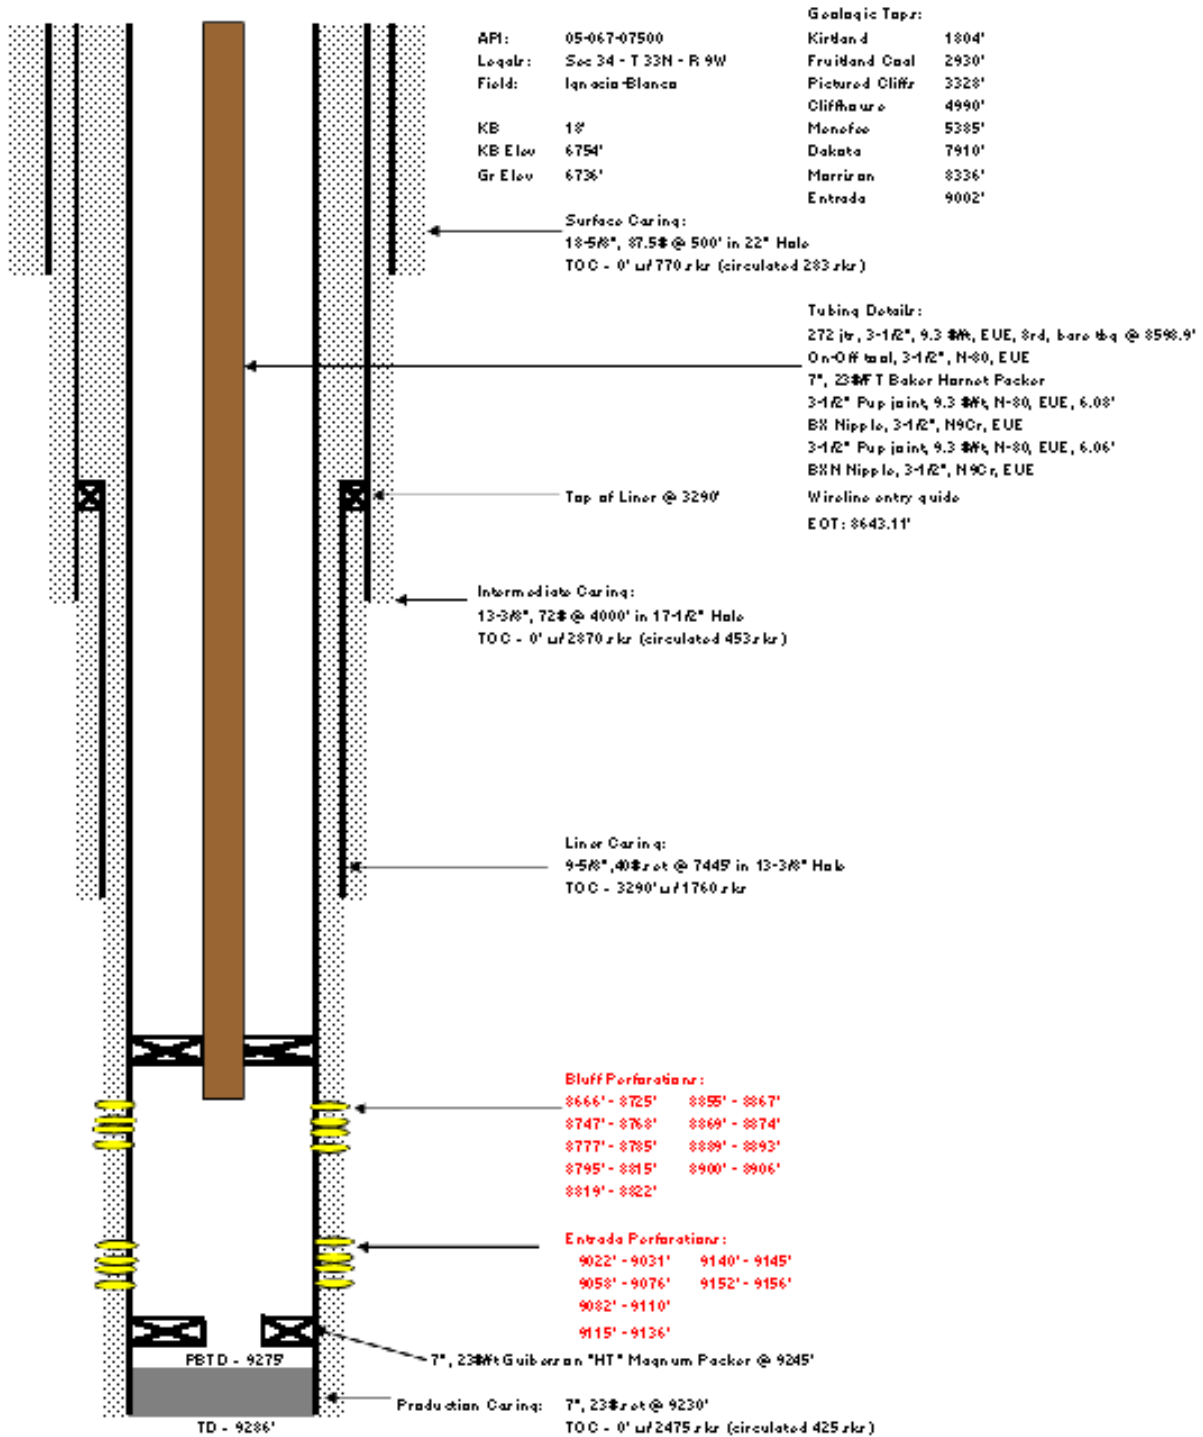 Geologic Tops:
API: 05-067-07500 Kirtland 1804'
Legals: Sec 34 - T 33N - R 9W Fruitland Coal 2930'
Field: Ignacio-Blanco Pictured Cliffs 3328'
Cliffhouse 4990'
KB 18' Menefee 5385'
KB Elev 6754' Dakota 7910'
Gr Elev 6736' Morrison 8336'
Entrada 9002'
Surface Casing:
18-5/8", 87.5# @ 500' in 22" Hole
TOC - 0' w/ 770 sks (circulated 283 sks)
Tubing Details:
272 jts, 3-1/2", 9.3 #/ft, EUE, 8rd, bare tbg @ 8598.9'
On-Off tool, 3-1/2", N-80, EUE
7", 23#/FT Baker Hornet Packer
3-1/2" Pup joint, 9.3 #/ft, N-80, EUE, 6.08'
BX Nipple, 3-1/2", N9Cr, EUE
3-1/2" Pup joint, 9.3 #/ft, N-80, EUE, 6.06'
BXN Nipple, 3-1/2", N9Cr, EUE
Wireline entry guide
EOT: 8643.11'
Top of Liner @ 3290'
Intermediate Casing:
13-3/8", 72# @ 4000' in 17-1/2" Hole
TOC - 0' w/ 2870 sks (circulated 453 sks)
Liner Casing:
9-5/8", 40# set @ 7445' in 13-3/8" Hole
TOC - 3290' w/ 1760 sks
Bluff Perforations:
8666' - 8725' 8855' - 8867'
8747' - 8768' 8869' - 8874'
8777' - 8785' 8889' - 8893'
8795' - 8815' 8900' - 8906'
8819' - 8822'
Entrada Perforations:
9022' - 9031' 9140' - 9145'
9058' - 9076' 9152' - 9156'
9082' - 9110'
9115' - 9136'
PBTD - 9275'
7", 23#/ft Guiberson "HT" Magnum Packer @ 9245'
Production Casing: 7", 23# set @ 9230'
TOC - 0' w/ 2475 sks (circulated 425 sks)
TD - 9286'